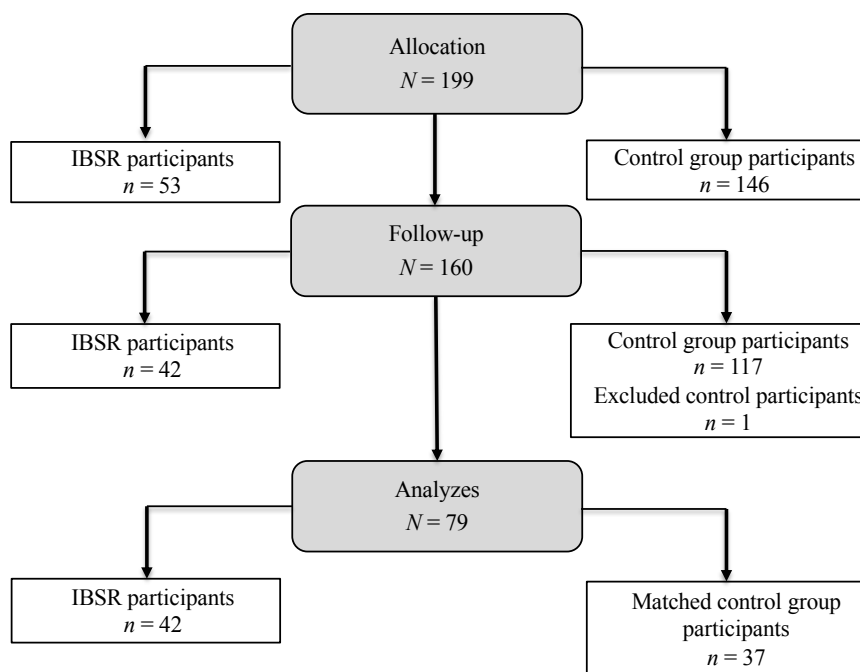 Allocation
N = 199
IBSR participants
n = 53
Control group participants
n = 146
Follow-up
N = 160
IBSR participants
n = 42
Control group participants
n = 117
Excluded control participants
n = 1
Analyzes
N = 79
IBSR participants
n = 42
Matched control group
participants
n = 37